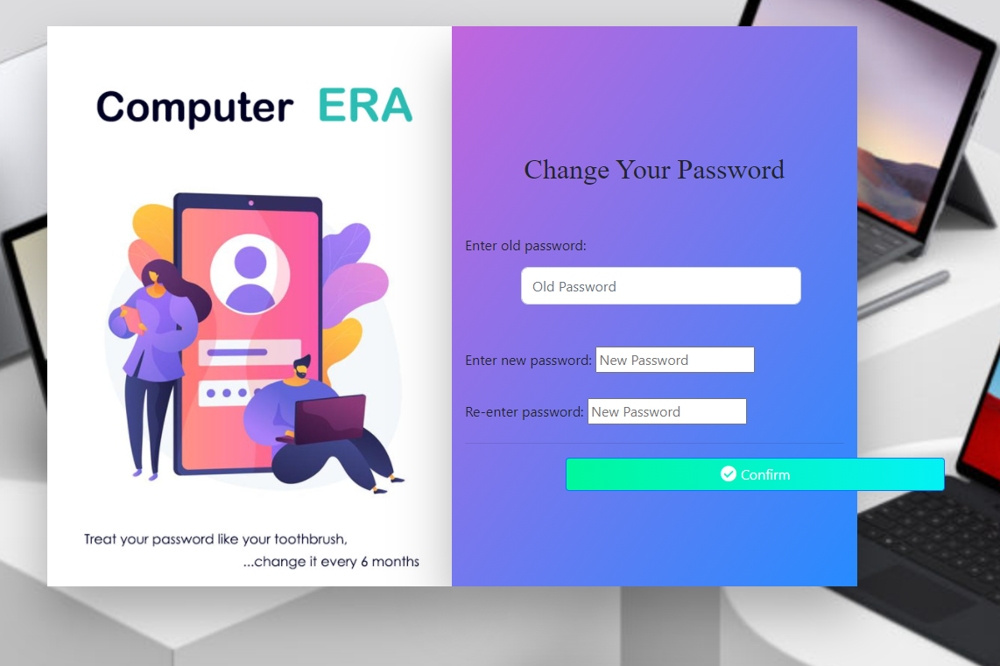 Computer ERA
Treat your password like your toothbrush,
...change it every 6 months
Change Your Password
Enter old password:
Old Password
Enter new password: New Password
Re-enter password: New Password
Confirm